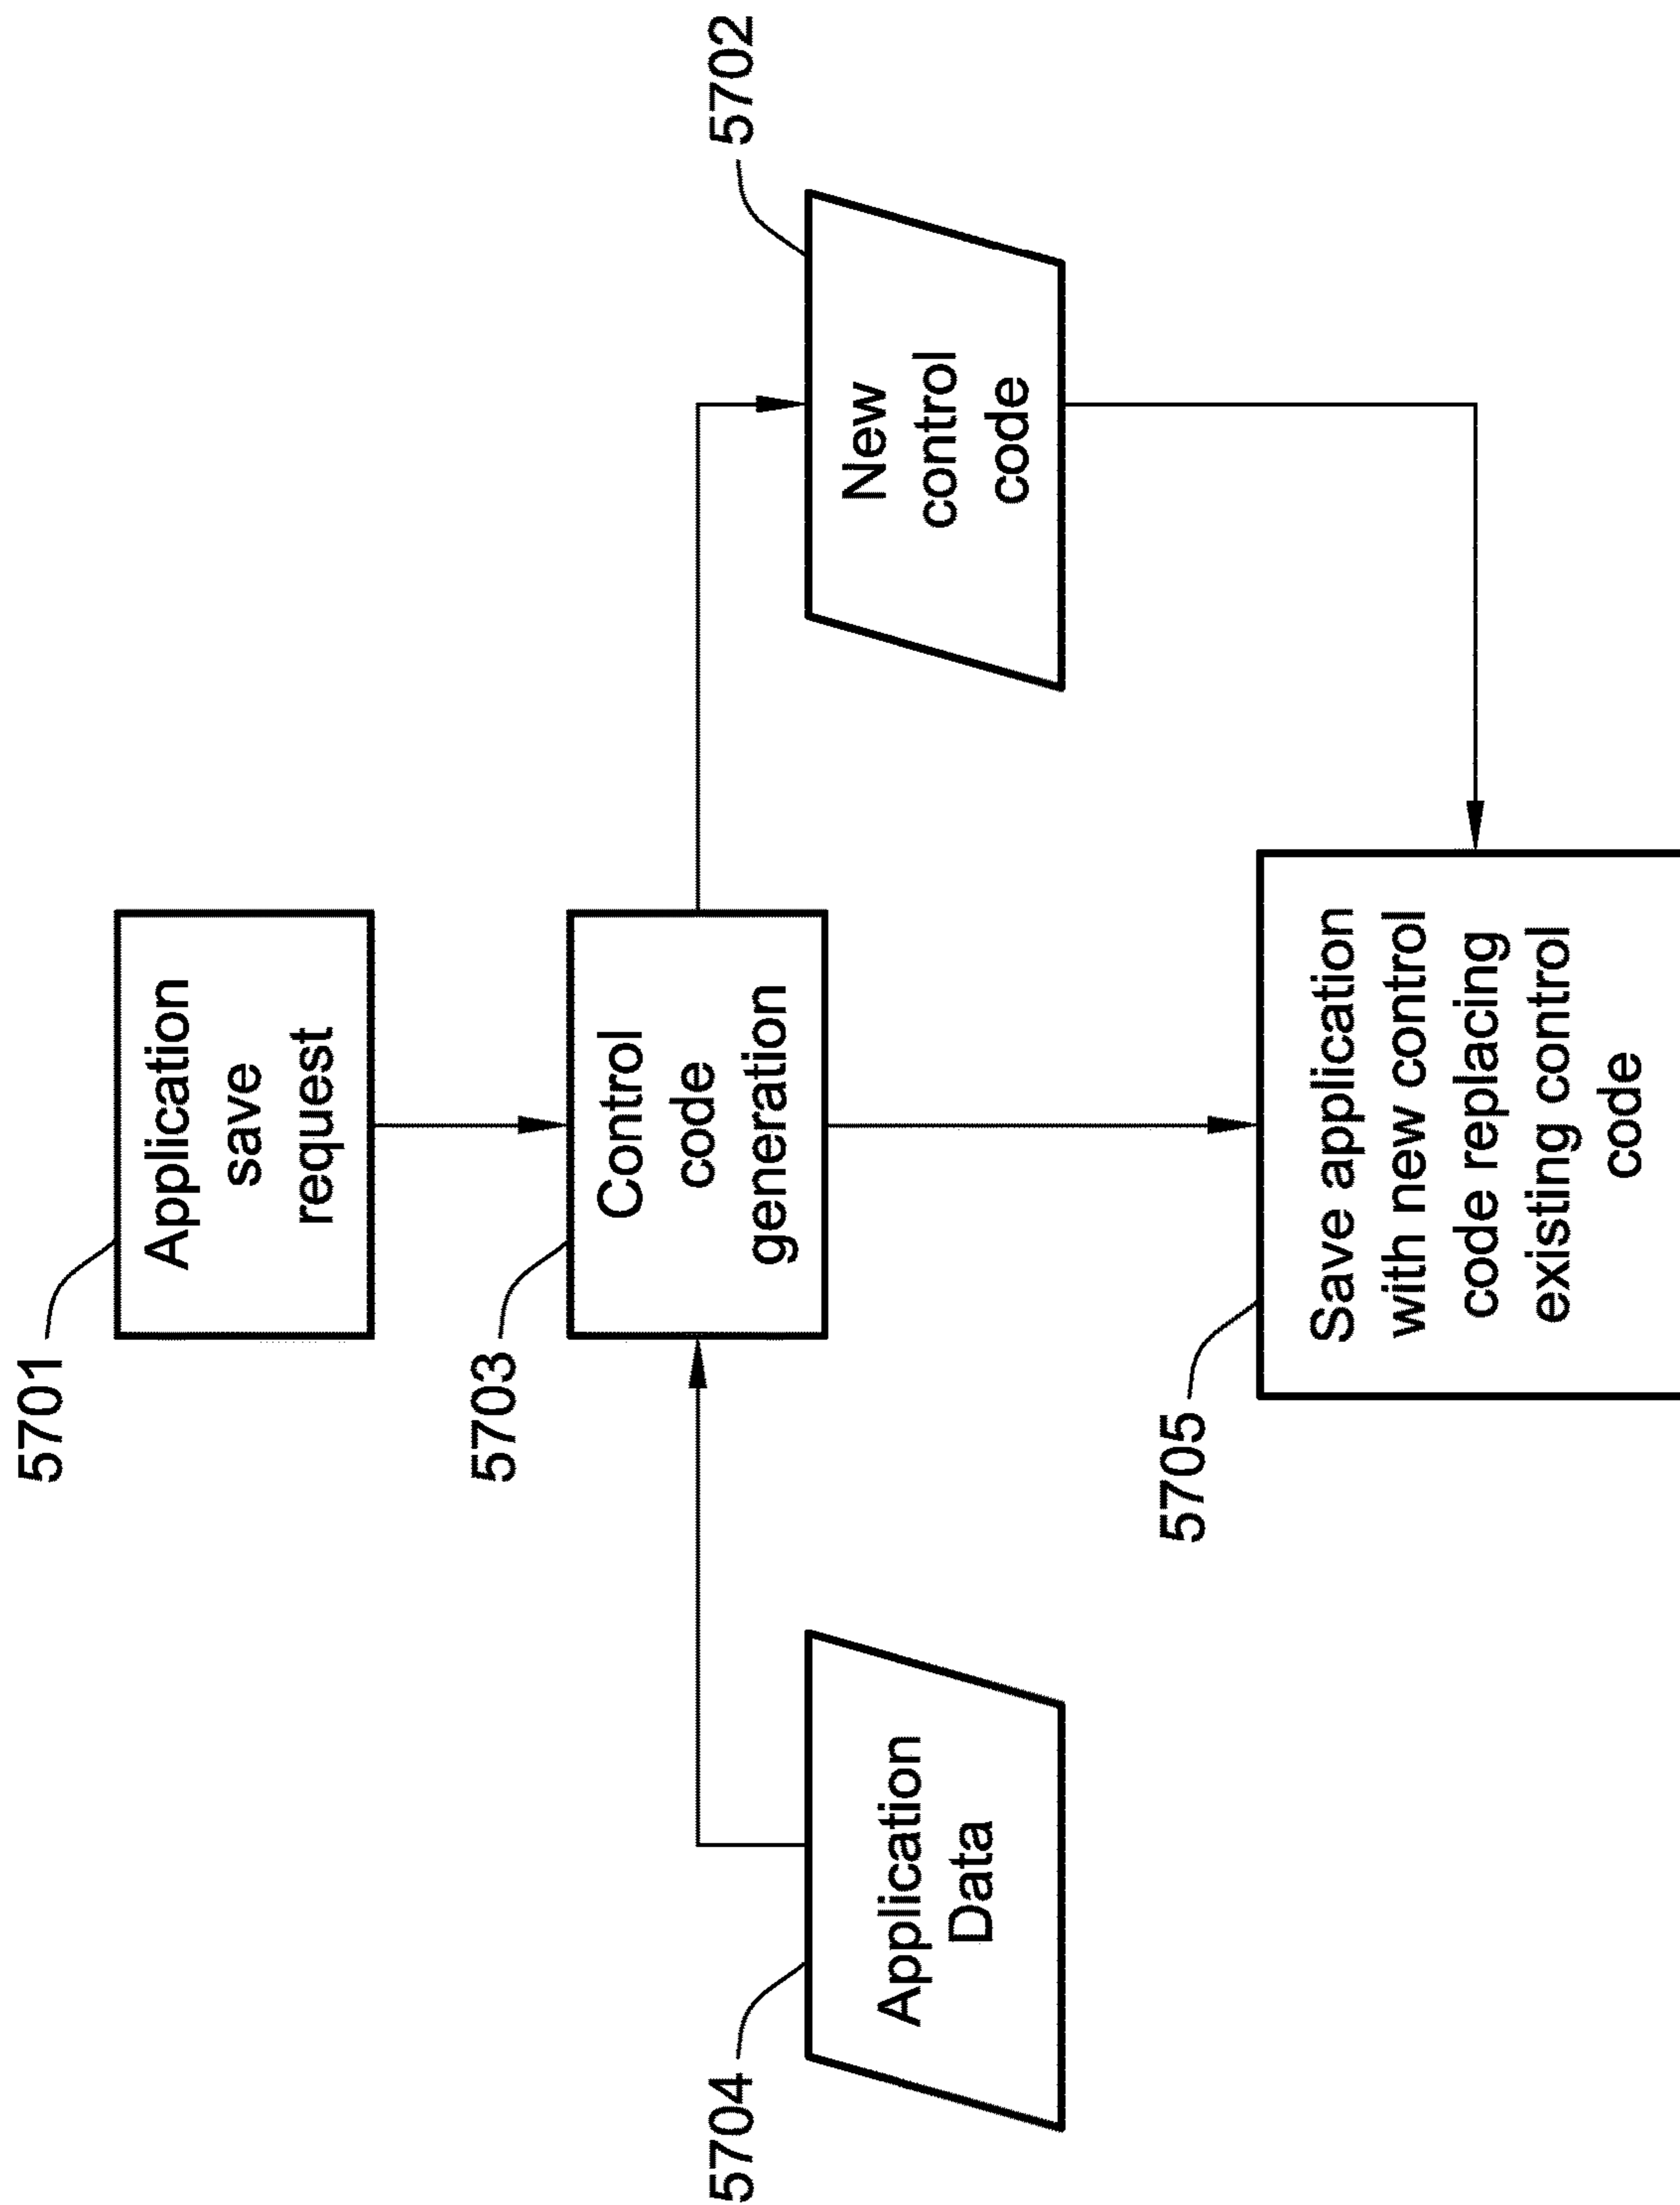 5701
Application
save
request
5703
Control
code
generation
5702
New
control
code
5704
Application
Data
5705
Save application
with new control
code replacing
existing control
code